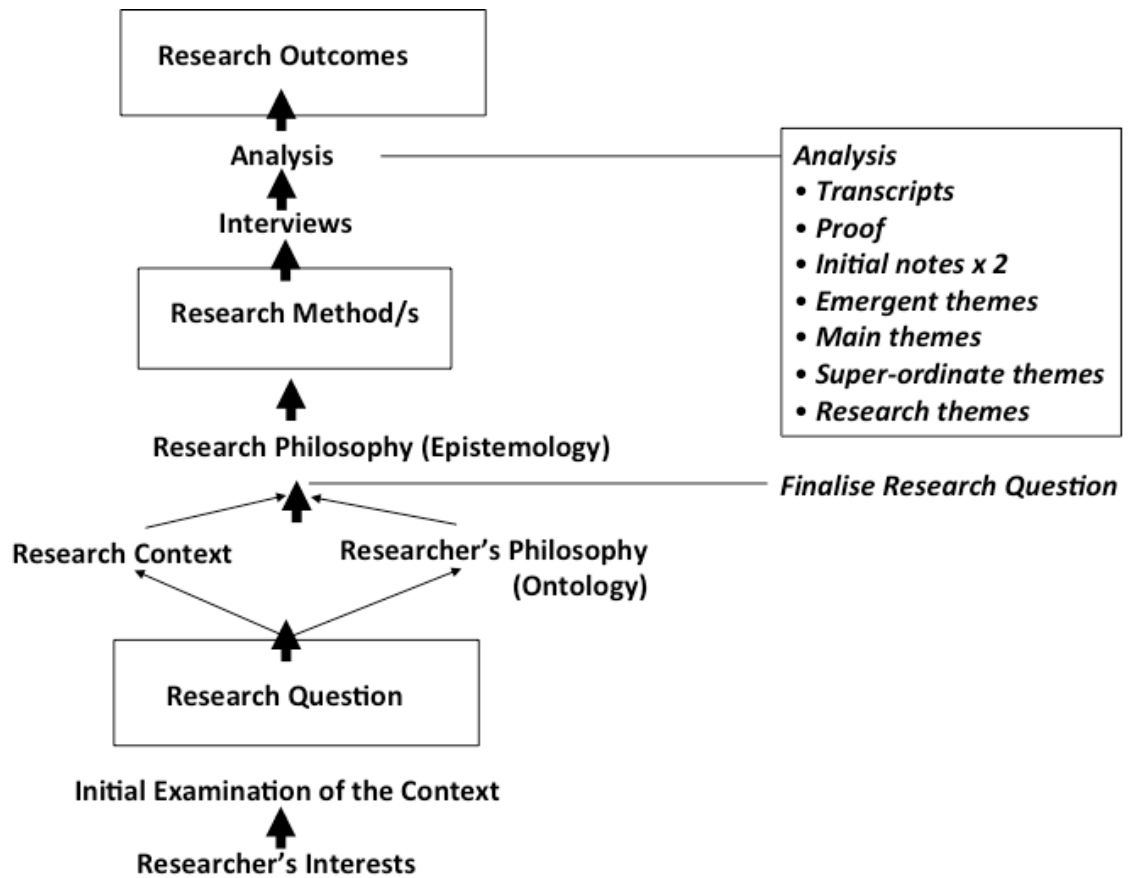 Research Outcomes
Analysis
Interviews
Research Method/s
Research Philosophy (Epistemology)
Research Context
Researcher's Philosophy
(Ontology)
Research Question
Initial Examination of the Context
Researcher's Interests
Analysis
• Transcripts
• Proof
• Initial notes x 2
• Emergent themes
• Main themes
• Super-ordinate themes
• Research themes
Finalise Research Question